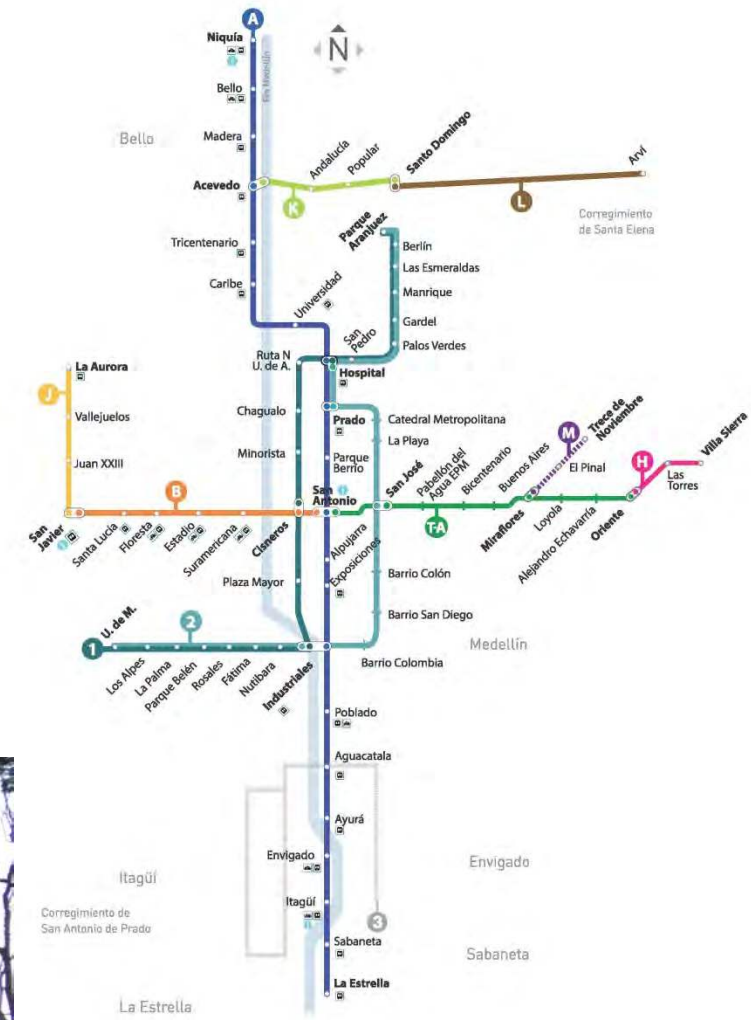 A
N
Niquía
Río Medellín
Bello
Bello
Madera
Andalucía
Popular
Santo Domingo
Arví
Acevedo
K
L
Corregimiento
de Santa Elena
Tricentenario
Parque
Aranjuez
Berlín
Las Esmeraldas
Caribe
Universidad
Manrique
Gardel
San
Pedro
Palos Verdes
Ruta N
U. de A.
Hospital
La Aurora
J
Vallejuelos
Chagualo
Prado
Catedral Metropolitana
La Playa
Minorista
Parque
Berrío
Juan XXIII
B
San
Antonio
San José
Pabellón del
Agua EPM
Bicentenario
Buenos Aires
M
Trece de
Noviembre
El Pinal
H
Villa Sierra
Las
Torres
San
Javier
Santa Lucía
Floresta
Estadio
Suramericana
Cisneros
T-A
Miraflores
Loyola
Alejandro Echavarría
Oriente
Alpujarra
Exposiciones
Plaza Mayor
Barrio Colón
Barrio San Diego
Medellín
U. de M.
2
1
Los Alpes
La Palma
Parque Belén
Rosales
Fátima
Nutibara
Industriales
Barrio Colombia
Poblado
Aguacatala
Ayurá
Envigado
Envigado
Itagüí
Itagüí
Corregimiento de
San Antonio de Prado
3
Sabaneta
Sabaneta
La Estrella
La Estrella